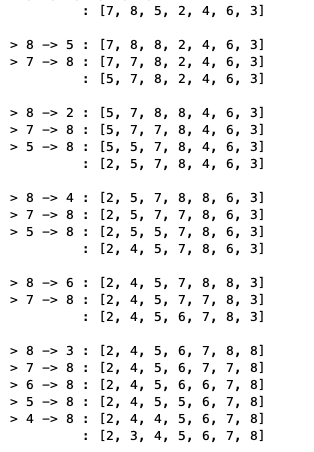 : [7, 8, 5, 2, 4, 6, 3]
> 8 -> 5 : [7, 8, 8, 2, 4, 6, 3]
> 7 -> 8 : [7, 7, 8, 2, 4, 6, 3]
: [5, 7, 8, 2, 4, 6, 3]
> 8 -> 2 : [5, 7, 8, 8, 4, 6, 3]
> 7 -> 8 : [5, 7, 7, 8, 4, 6, 3]
> 5 -> 8 : [5, 5, 7, 8, 4, 6, 3]
: [2, 5, 7, 8, 4, 6, 3]
> 8 -> 4 : [2, 5, 7, 8, 8, 6, 3]
> 7 -> 8 : [2, 5, 7, 7, 8, 6, 3]
> 5 -> 8 : [2, 5, 5, 7, 8, 6, 3]
: [2, 4, 5, 7, 8, 6, 3]
> 8 -> 6 : [2, 4, 5, 7, 8, 8, 3]
> 7 -> 8 : [2, 4, 5, 7, 7, 8, 3]
: [2, 4, 5, 6, 7, 8, 3]
> 8 -> 3 : [2, 4, 5, 6, 7, 8, 8]
> 7 -> 8 : [2, 4, 5, 6, 7, 7, 8]
> 6 -> 8 : [2, 4, 5, 6, 6, 7, 8]
> 5 -> 8 : [2, 4, 5, 5, 6, 7, 8]
> 4 -> 8 : [2, 4, 4, 5, 6, 7, 8]
: [2, 3, 4, 5, 6, 7, 8]